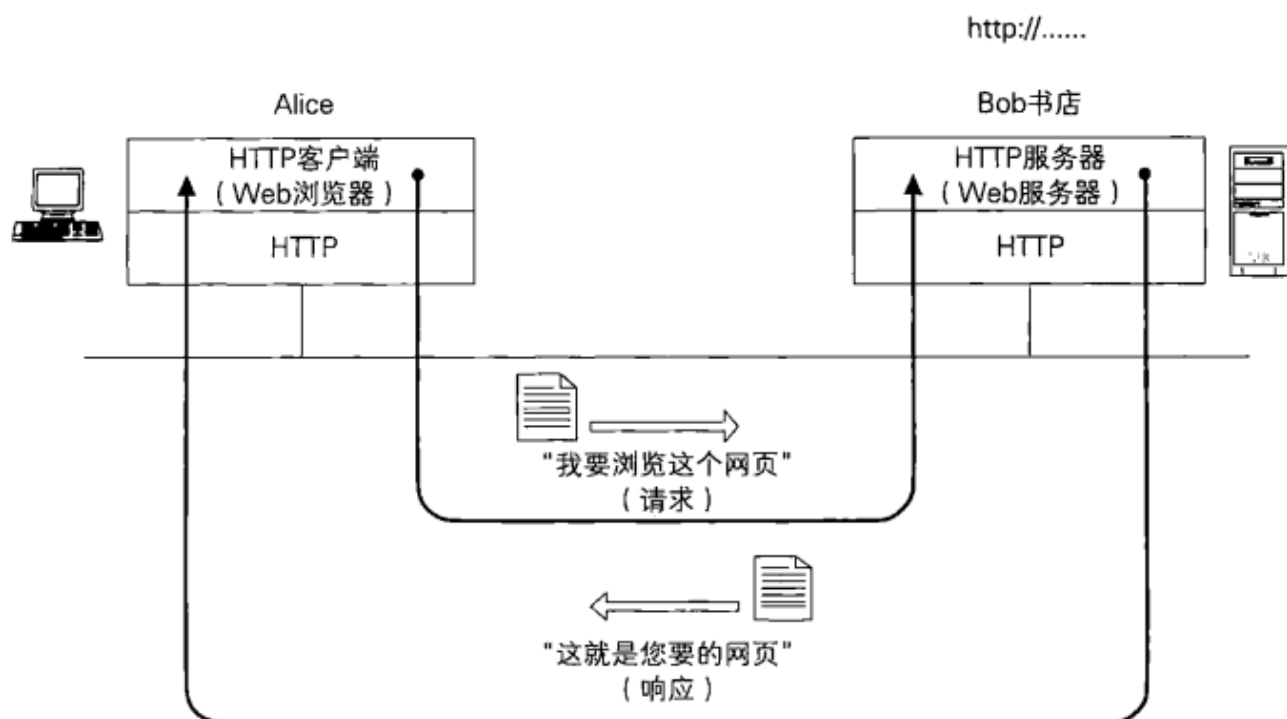 http://......
Alice
Bob书店
HTTP客户端
（Web浏览器）
HTTP服务器
（Web服务器）
HTTP
HTTP
“我要浏览这个网页”
（请求）
“这就是您要的网页”
（响应）